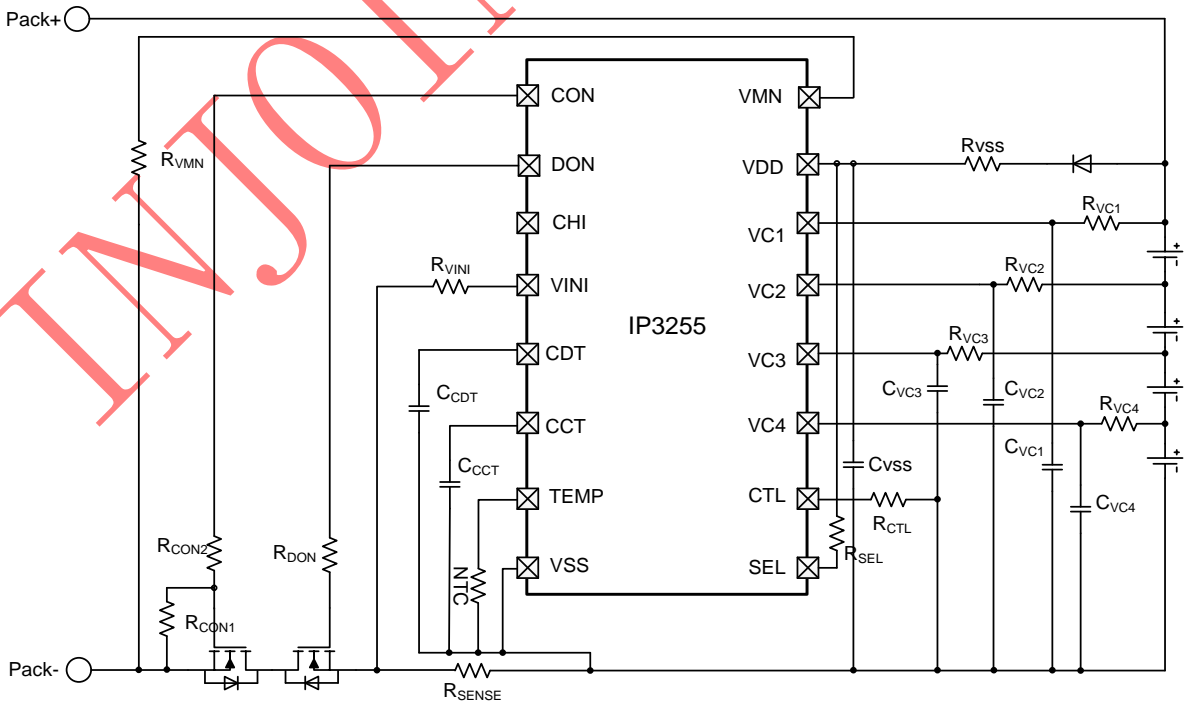 Pack+
INJOIN
CON
VMN
RVMN
DON
VDD
Rvss
CHI
VC1
RVC1
RVINI
VINI
VC2
RVC2
IP3255
CDT
VC3
RVC3
CCDT
CVC3
CVC2
RVC4
CCT
VC4
CCCT
CVC1
Cvss
TEMP
CTL
RCTL
CVC4
RCON2
RDON
NTC
VSS
SEL
RSEL
RCON1
Pack-
RSENSE
+
-
+
-
+
-
+
-